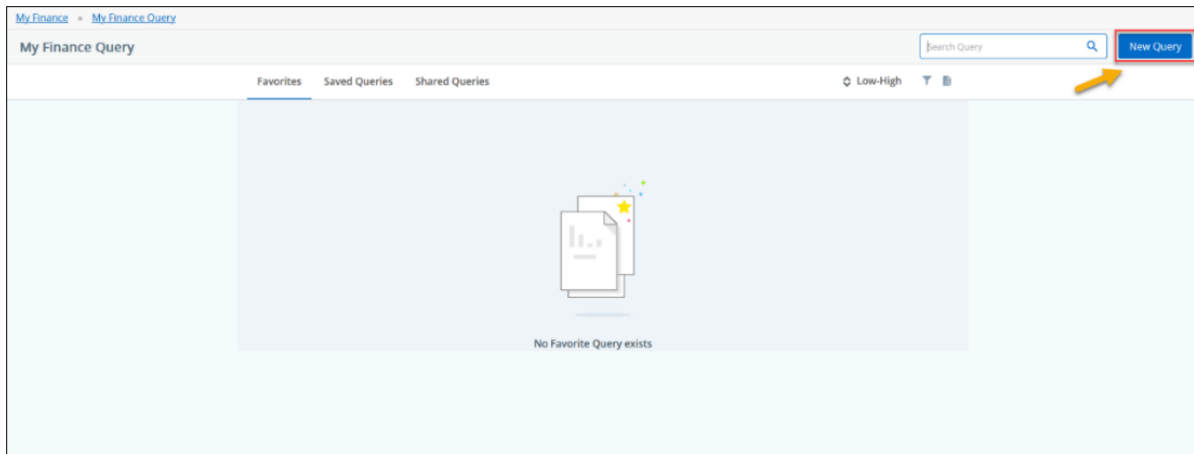 My Finance • My Finance Query
My Finance Query
Search Query
New Query
Favorites Saved Queries Shared Queries
Low-High
No Favorite Query exists